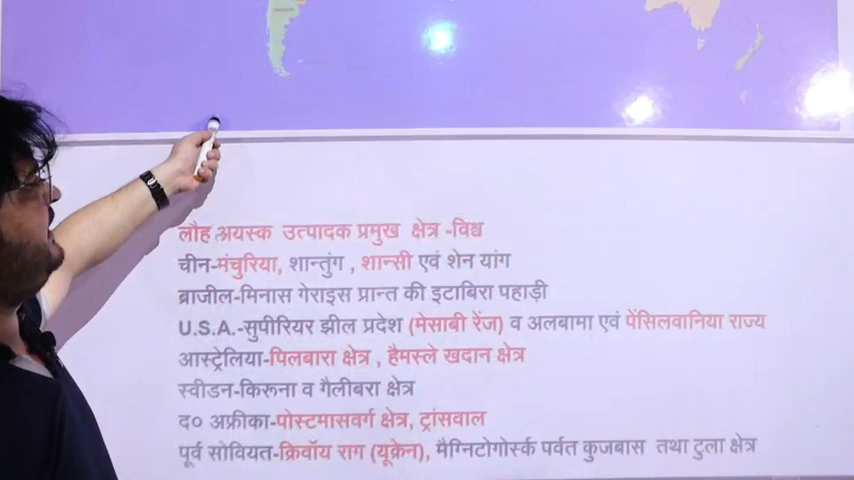 लौह अयस्क उत्पादक प्रमुख क्षेत्र -विश्व
चीन-मंचुरिया, शान्तुंग , शान्सी एवं शेन यांग
ब्राजील-मिनास गेराइस प्रान्त की इटाबिरा पहाड़ी
U.S.A.-सुपीरियर झील प्रदेश (मेसाबी रेंज) व अलबामा एवं पेंसिलवानिया राज्य
आस्ट्रेलिया-पिलबारा क्षेत्र , हैमस्ले खदान क्षेत्र
स्वीडन-किरूना व गैलीबरा क्षेत्र
द० अफ्रीका-पोस्टमासवर्ग क्षेत्र, ट्रांसवाल
पूर्व सोवियत-क्रिवॉय राग (यूक्रेन), मैग्निटोगोर्स्क पर्वत कुजबास तथा टुला क्षेत्र